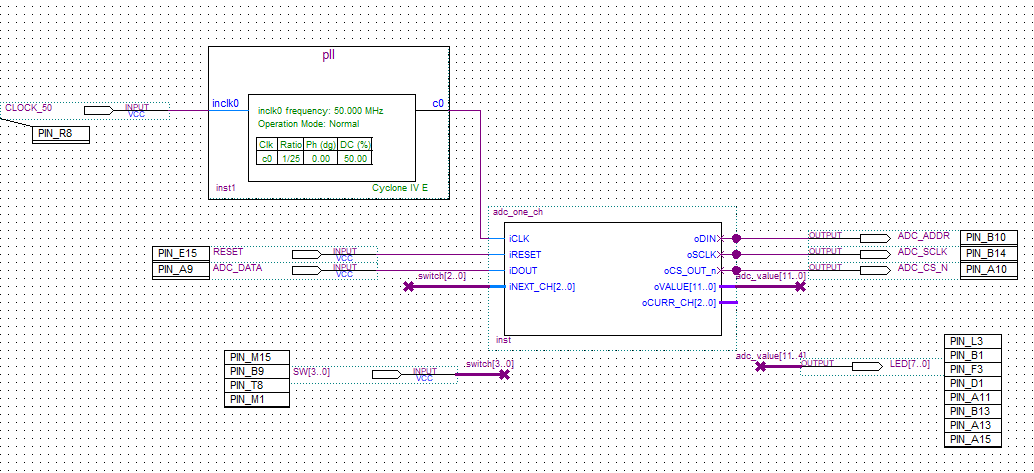 pll
CLOCK_50
INPUT
VCC
inclk0
c0
PIN_R8
inclk0 frequency: 50.000 MHz
Operation Mode: Normal
Clk Ratio Ph (dg) DC (%)
c0 1/25 0.00 50.00
inst1
Cyclone IV E
adc_one_ch
iCLK
oDIN
OUTPUT
ADC_ADDR
PIN_B10
PIN_E15
RESET
INPUT
VCC
iRESET
oSCLK
OUTPUT
ADC_SCLK
PIN_B14
PIN_A9
ADC_DATA
INPUT
VCC
iDOUT
oCS_OUT_n
OUTPUT
ADC_CS_N
PIN_A10
switch[2..0]
iNEXT_CH[2..0]
oVALUE[11..0]
adc_value[11..0]
oCURR_CH[2..0]
inst
PIN_M15
PIN_B9
PIN_T8
PIN_M1
SW[3..0]
INPUT
VCC
switch[3..0]
adc_value[11..4]
OUTPUT
LED[7..0]
PIN_L3
PIN_B1
PIN_F3
PIN_D1
PIN_A11
PIN_B13
PIN_A13
PIN_A15